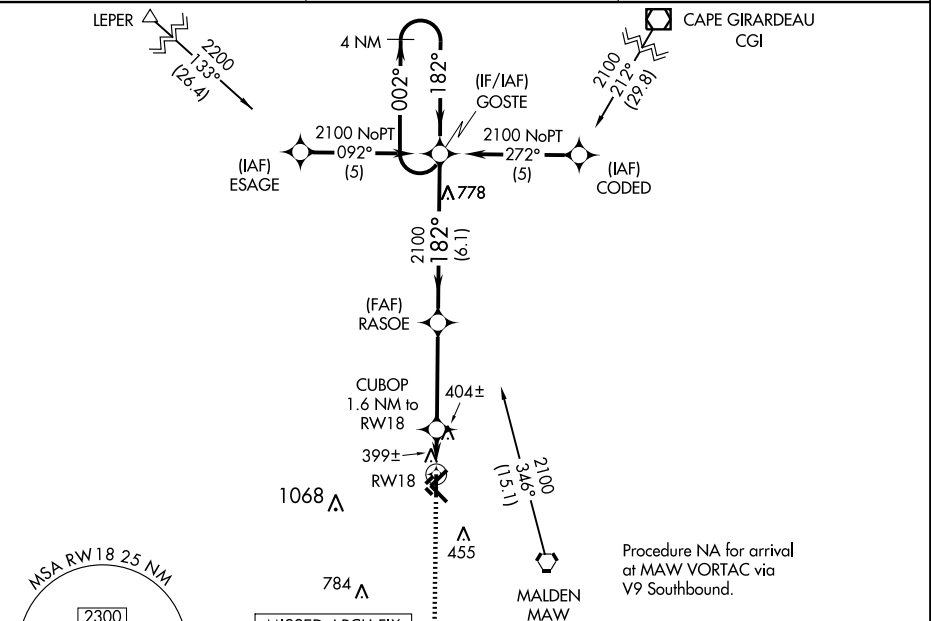 LEPER
2200
133°
(26.4)
4 NM
002°
182°
(IF/IAF)
GOSTE
CAPE GIRARDEAU
CGI
2100
212°
(29.8)
2100 NoPT
092°
(5)
2100 NoPT
272°
(5)
(IAF)
ESAGE
(IAF)
CODED
778
2100
182°
(6.1)
(FAF)
RASOE
CUBOP
1.6 NM to
RW18
404±
399±
RW18
1068
2100
346°
(15.1)
455
784
MALDEN
MAW
Procedure NA for arrival
at MAW VORTAC via
V9 Southbound.
MSA RW18 25 NM
2300
MISSED APCH FIX